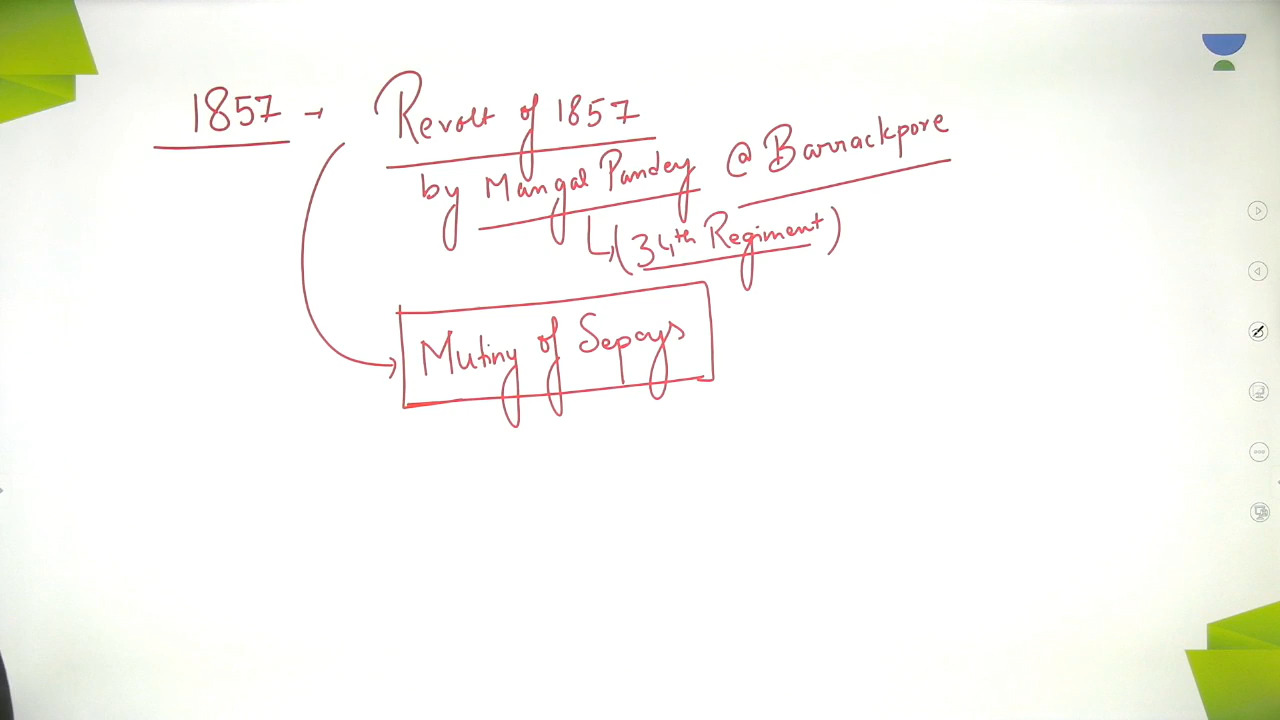 1857 → Revolt of 1857
by Mangal Pandey @ Barrackpore
(34th Regiment)
Mutiny of Sepoys